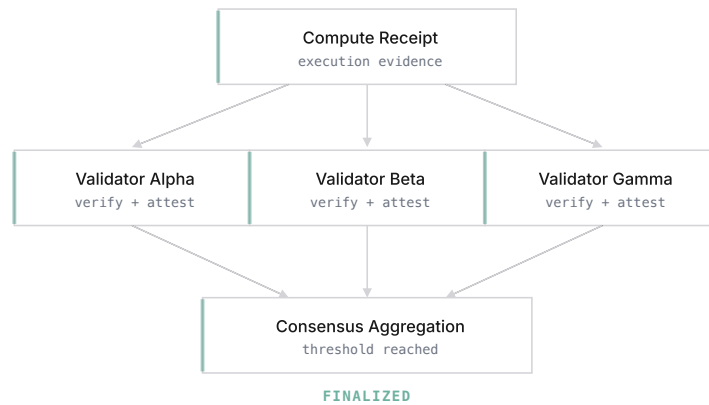 Compute Receipt
execution evidence
Validator Alpha
verify + attest
Validator Beta
verify + attest
Validator Gamma
verify + attest
Consensus Aggregation
threshold reached
FINALIZED